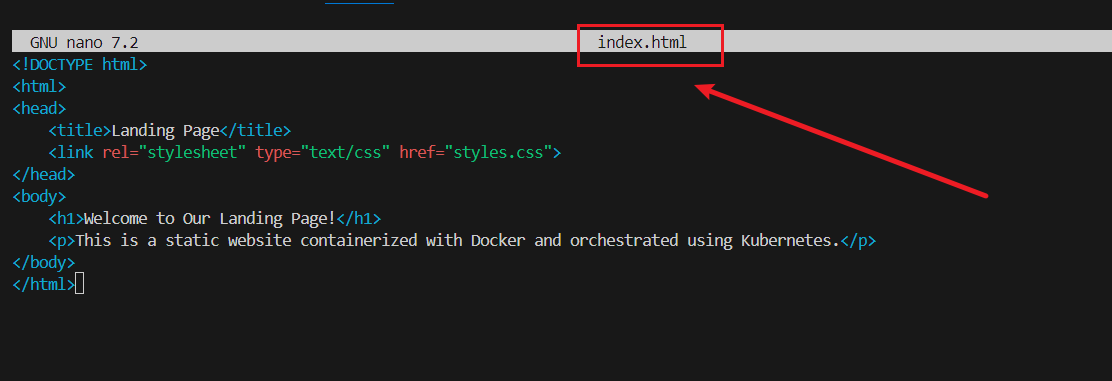 GNU nano 7.2 index.html
<!DOCTYPE html>
<html>
<head>
    <title>Landing Page</title>
    <link rel="stylesheet" type="text/css" href="styles.css">
</head>
<body>
    <h1>Welcome to Our Landing Page!</h1>
    <p>This is a static website containerized with Docker and orchestrated using Kubernetes.</p>
</body>
</html>